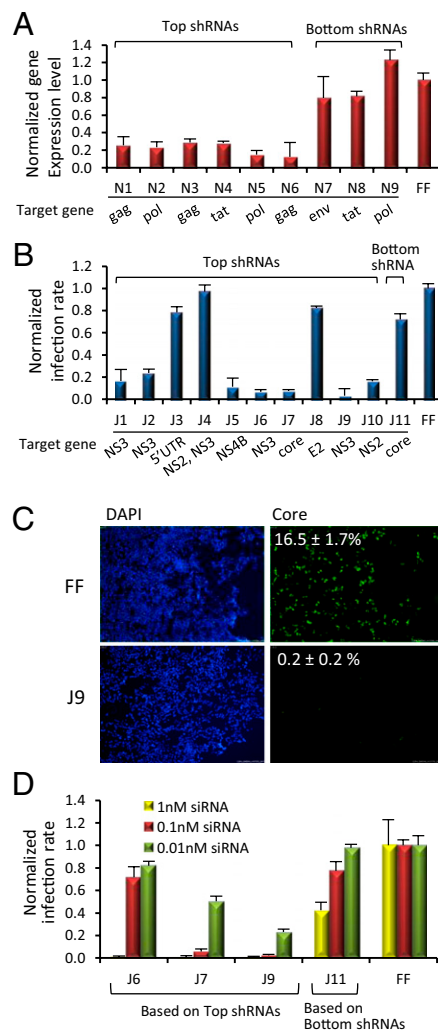 A
Top shRNAs
Bottom shRNAs
Normalized gene
Expression level
1.4
1.2
1.0
0.8
0.6
0.4
0.2
0.0
N1 N2 N3 N4 N5 N6 N7 N8 N9 FF
Target gene gag pol gag tat pol gag env tat pol
B
Top shRNAs
Bottom
shRNA
Normalized
infection rate
1.2
1.0
0.8
0.6
0.4
0.2
0
J1 J2 J3 J4 J5 J6 J7 J8 J9 J10 J11 FF
Target gene NS3 NS3 5'UTR NS2, NS3 NS4B NS3 core E2 NS3 NS2 core
C
DAPI Core
FF
16.5 ± 1.7%
J9
0.2 ± 0.2 %
D
Normalized
infection rate
1.4
1.2
1.0
0.8
0.6
0.4
0.2
0.0
1nM siRNA
0.1nM siRNA
0.01nM siRNA
J6 J7 J9 J11 FF
Based on Top shRNAs
Based on
Bottom shRNAs